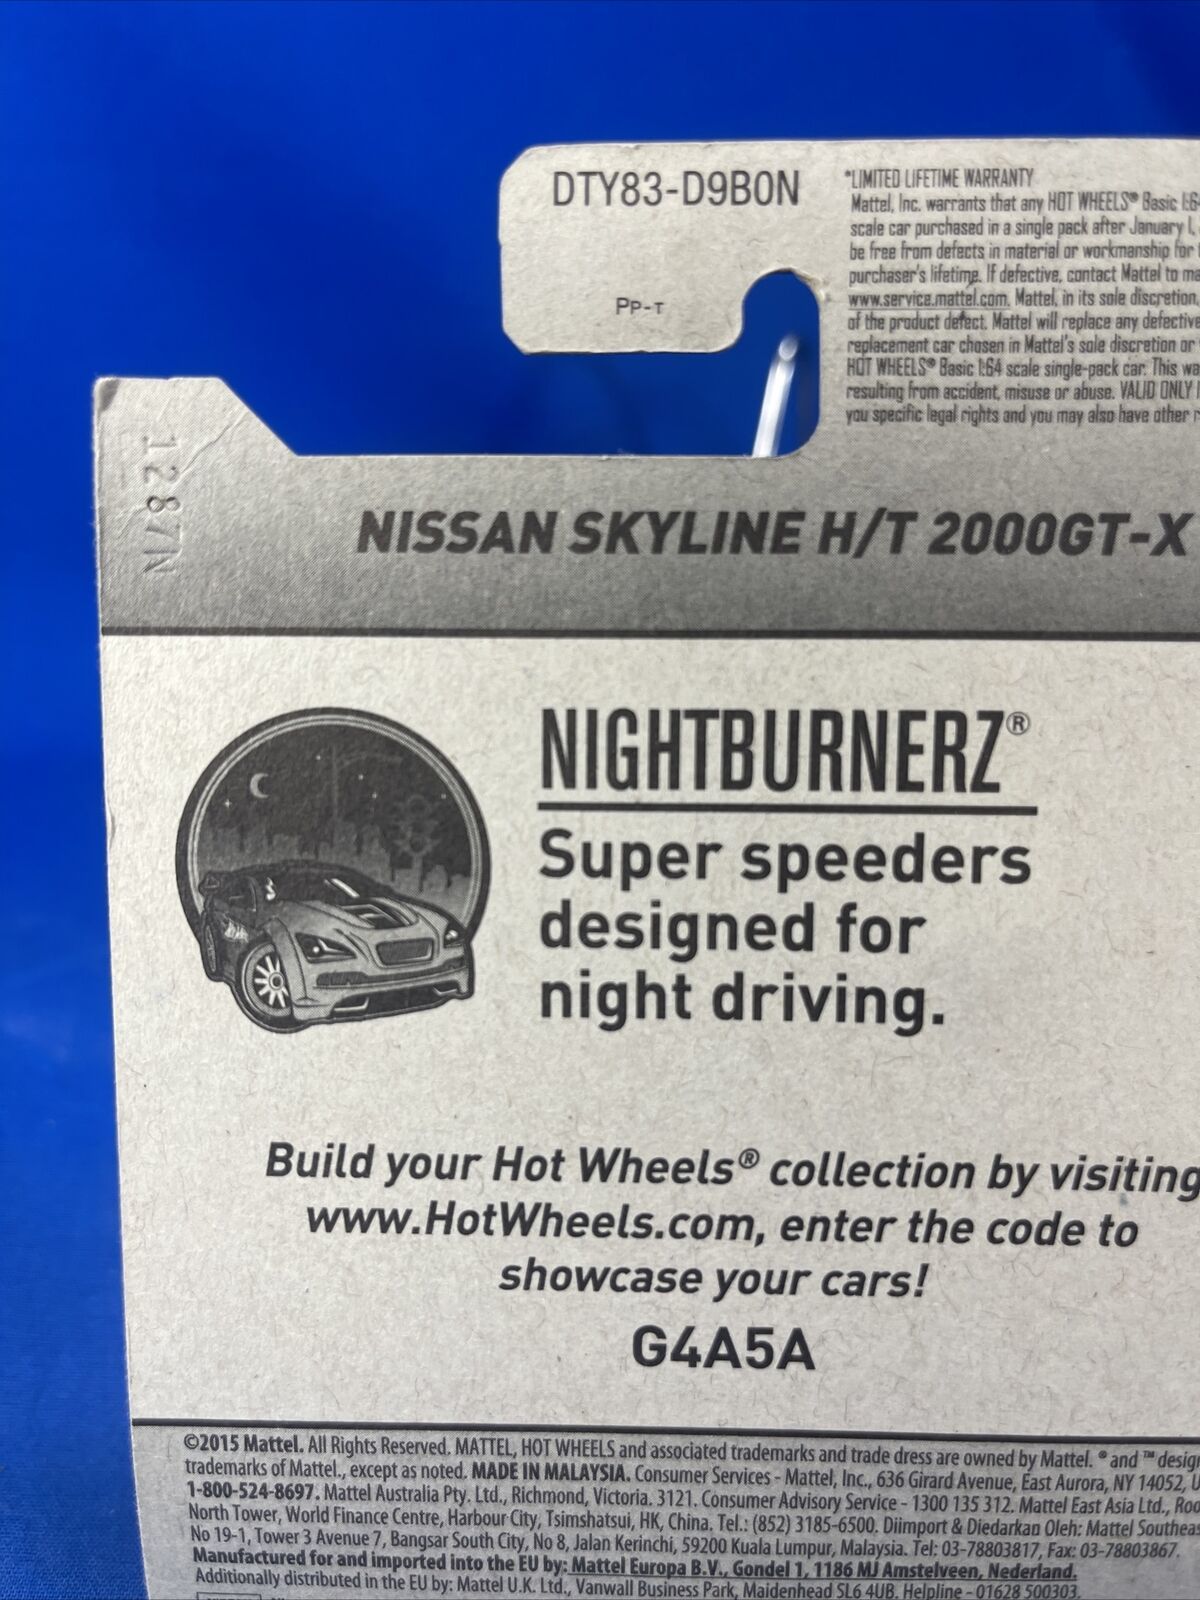 DTY83-D9B0N
PP-T
*LIMITED LIFETIME WARRANTY
Mattel, Inc. warrants that any HOT WHEELS® Basic 1:64
scale car purchased in a single pack after January 1,
be free from defects in material or workmanship for
purchaser's lifetime. If defective, contact Mattel to
www.service.mattel.com. Mattel, in its sole discretion,
of the product defect. Mattel will replace any defective
replacement car chosen in Mattel's sole discretion or
HOT WHEELS® Basic 1:64 scale single-pack car. This
resulting from accident, misuse or abuse. VALID ONLY
you specific legal rights and you may also have other
1287N
NISSAN SKYLINE H/T 2000GT-X
NIGHTBURNERZ®
Super speeders
designed for
night driving.
Build your Hot Wheels® collection by visiting
www.HotWheels.com, enter the code to
showcase your cars!
G4A5A
©2015 Mattel. All Rights Reserved. MATTEL, HOT WHEELS and associated trademarks and trade dress are owned by Mattel. ® and ™
trademarks of Mattel., except as noted. MADE IN MALAYSIA. Consumer Services - Mattel, Inc., 636 Girard Avenue, East Aurora, NY 14052,
1-800-524-8697. Mattel Australia Pty. Ltd., Richmond, Victoria. 3121. Consumer Advisory Service - 1300 135 312. Mattel East Asia Ltd.,
North Tower, World Finance Centre, Harbour City, Tsimshatsui, HK, China. Tel.: (852) 3185-6500. Diimport & Diedarkan Oleh: Mattel
No 19-1, Tower 3 Avenue 7, Bangsar South City, No 8, Jalan Kerinchi, 59200 Kuala Lumpur, Malaysia. Tel: 03-78803817, Fax: 03-78803867.
Manufactured for and imported into the EU by: Mattel Europa B.V., Gondel 1, 1186 MJ Amstelveen, Nederland.
Additionally distributed in the EU by: Mattel U.K. Ltd., Vanwall Business Park, Maidenhead SL6 4UB. Helpline - 01628 500303.